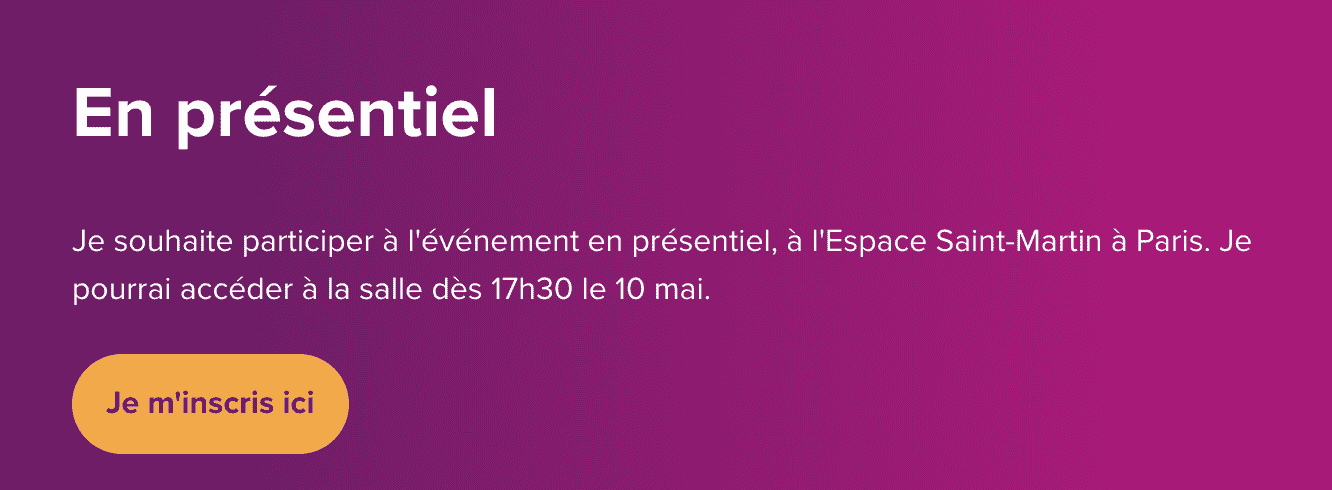 En présentiel
Je souhaite participer à l'événement en présentiel, à l'Espace Saint-Martin à Paris. Je
pourrai accéder à la salle dès 17h30 le 10 mai.
Je m'inscris ici